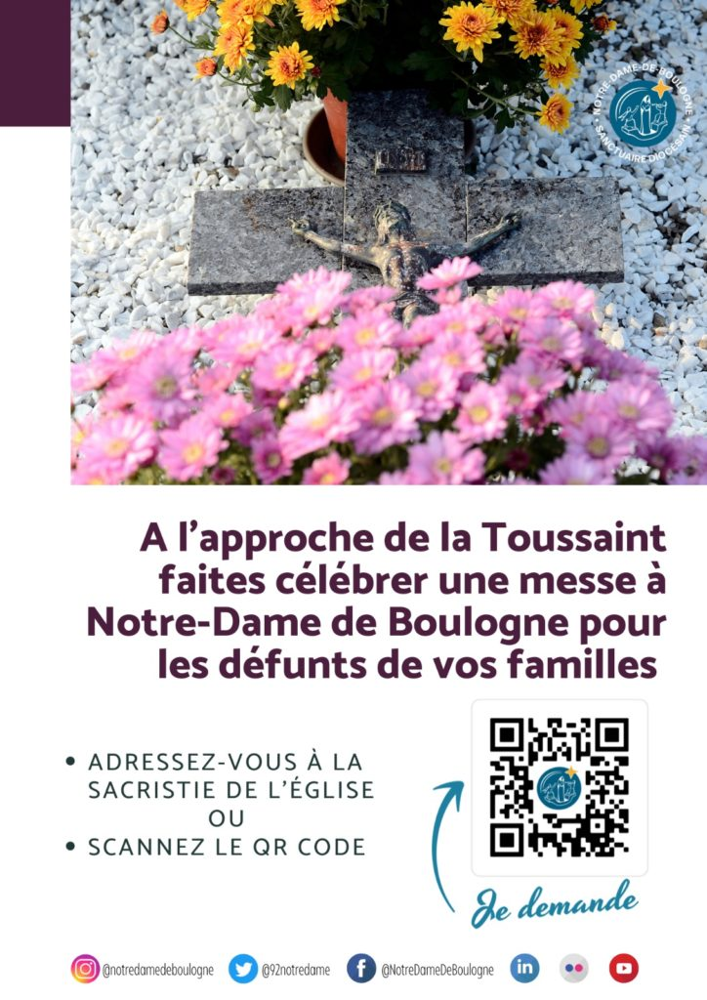 NOTRE-DAME-DE-BOULOGNE
SANCTUAIRE DIOCÉSAIN
A l'approche de la Toussaint
faites célébrer une messe à
Notre-Dame de Boulogne pour
les défunts de vos familles
• ADRESSEZ-VOUS À LA
SACRISTIE DE L'ÉGLISE
OU
• SCANNEZ LE QR CODE
Je demande
@notredamedeboulogne
@92notredame
@NotreDameDeBoulogne
in